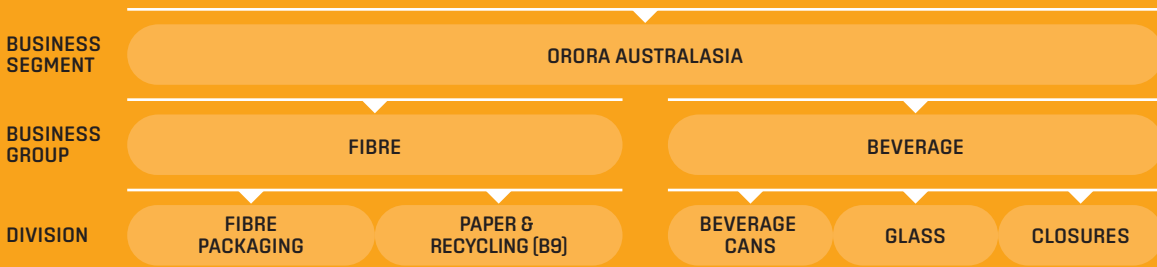 BUSINESS
SEGMENT
ORORA AUSTRALASIA
BUSINESS
GROUP
FIBRE
BEVERAGE
DIVISION
FIBRE
PACKAGING
PAPER &
RECYCLING (B9)
BEVERAGE
CANS
GLASS
CLOSURES